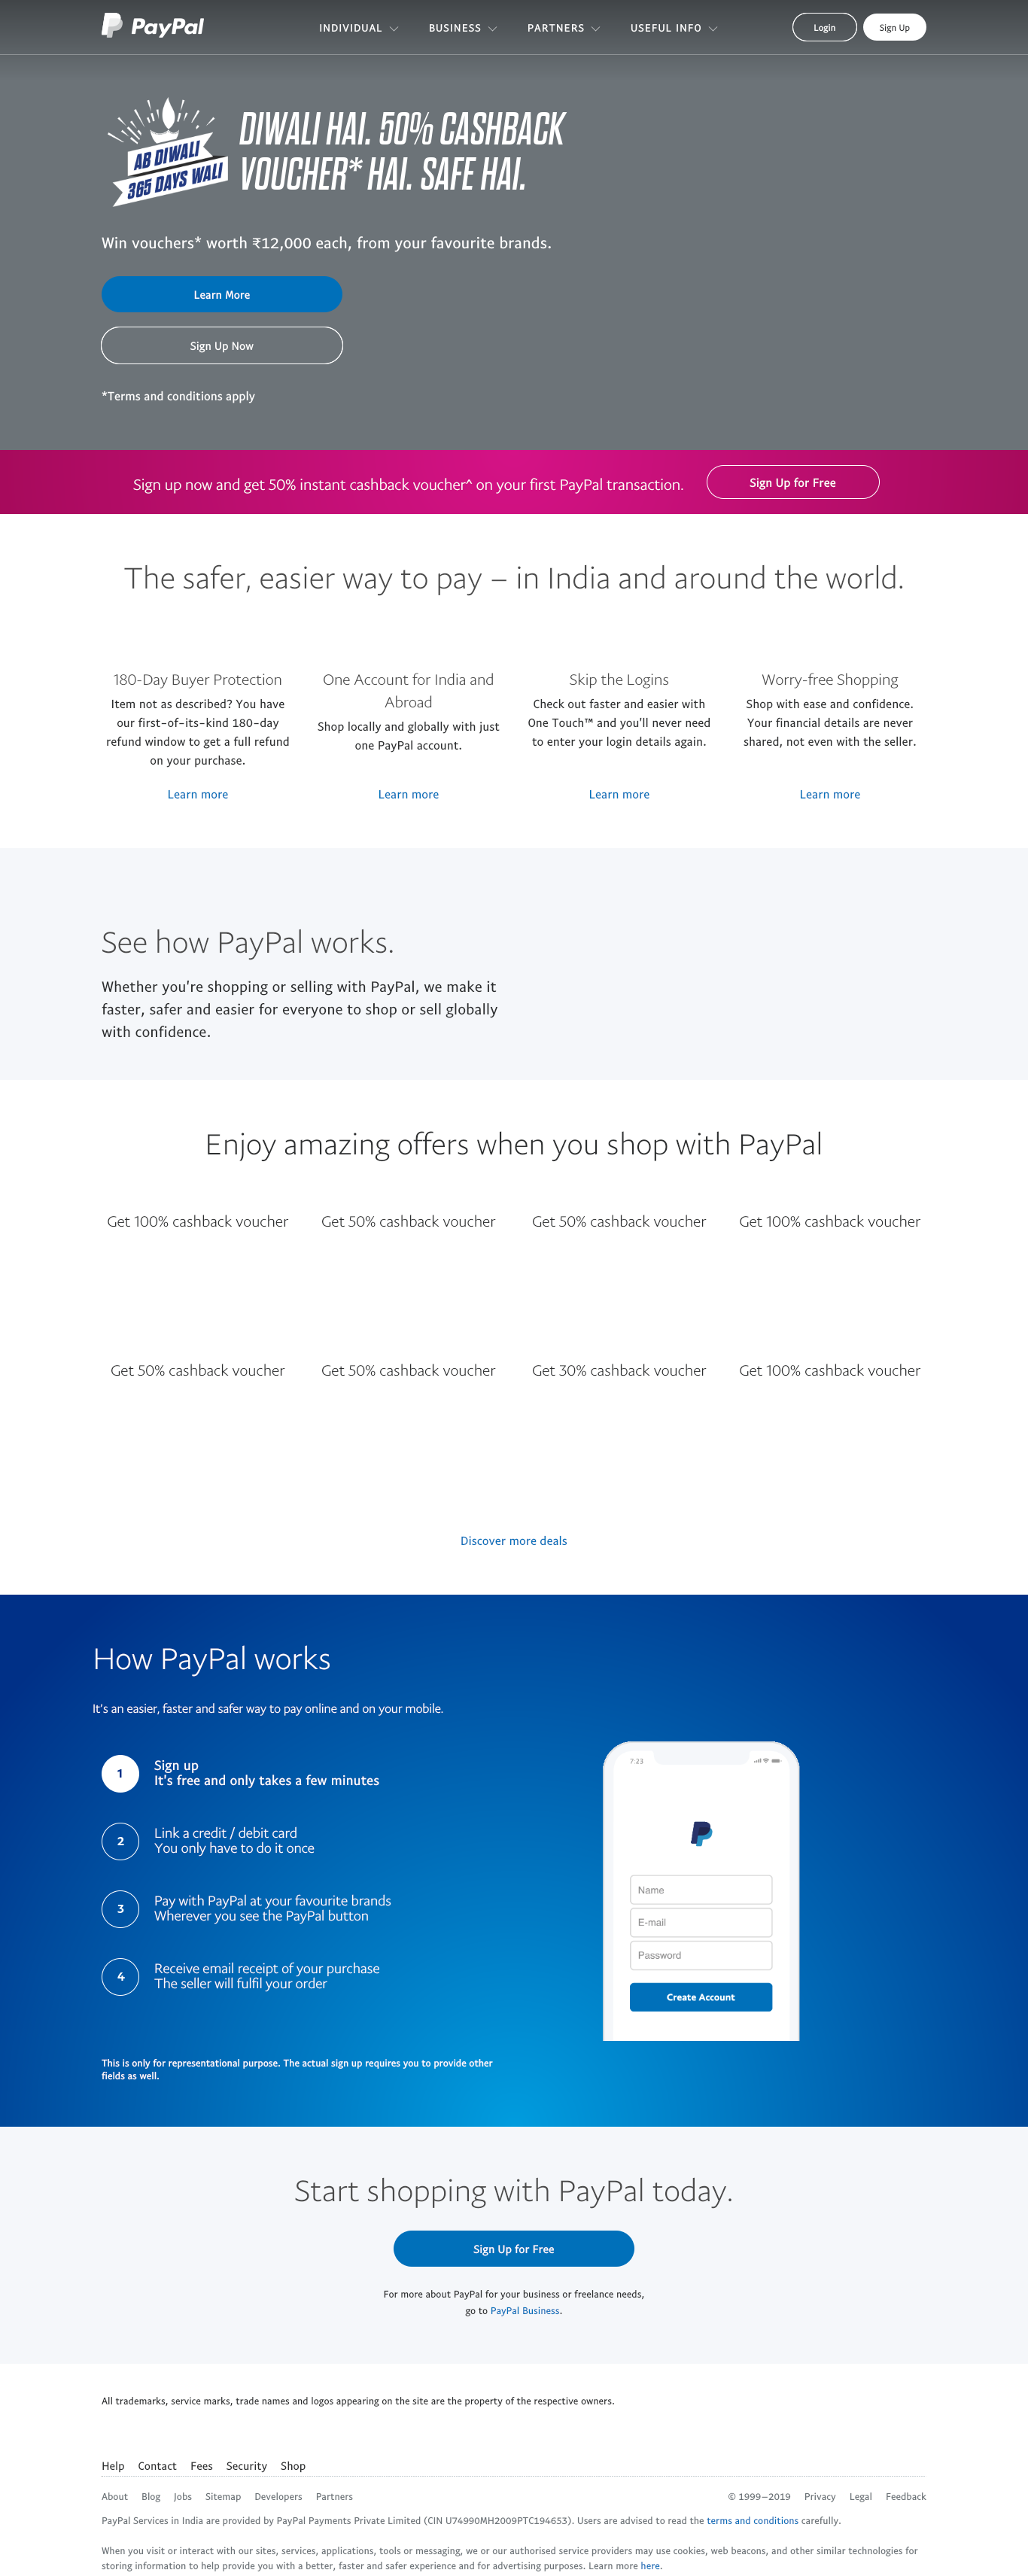 PayPal
INDIVIDUAL
BUSINESS
PARTNERS
USEFUL INFO
Login
Sign Up
AB DIWALI
365 DAYS WALI
DIWALI HAI. 50% CASHBACK
VOUCHER* HAI. SAFE HAI.
Win vouchers* worth ₹12,000 each, from your favourite brands.
Learn More
Sign Up Now
*Terms and conditions apply
Sign up now and get 50% instant cashback voucher^ on your first PayPal transaction.
Sign Up for Free
The safer, easier way to pay – in India and around the world.
180-Day Buyer Protection
Item not as described? You have
our first-of-its-kind 180-day
refund window to get a full refund
on your purchase.
Learn more
One Account for India and
Abroad
Shop locally and globally with just
one PayPal account.
Learn more
Skip the Logins
Check out faster and easier with
One Touch™ and you'll never need
to enter your login details again.
Learn more
Worry-free Shopping
Shop with ease and confidence.
Your financial details are never
shared, not even with the seller.
Learn more
See how PayPal works.
Whether you're shopping or selling with PayPal, we make it
faster, safer and easier for everyone to shop or sell globally
with confidence.
Enjoy amazing offers when you shop with PayPal
Get 100% cashback voucher
Get 50% cashback voucher
Get 50% cashback voucher
Get 100% cashback voucher
Get 50% cashback voucher
Get 50% cashback voucher
Get 30% cashback voucher
Get 100% cashback voucher
Discover more deals
How PayPal works
It's an easier, faster and safer way to pay online and on your mobile.
1
Sign up
It's free and only takes a few minutes
2
Link a credit / debit card
You only have to do it once
3
Pay with PayPal at your favourite brands
Wherever you see the PayPal button
4
Receive email receipt of your purchase
The seller will fulfil your order
7:23
Name
E-mail
Password
Create Account
This is only for representational purpose. The actual sign up requires you to provide other
fields as well.
Start shopping with PayPal today.
Sign Up for Free
For more about PayPal for your business or freelance needs,
go to PayPal Business.
All trademarks, service marks, trade names and logos appearing on the site are the property of the respective owners.
Help Contact Fees Security Shop
About Blog Jobs Sitemap Developers Partners
© 1999–2019 Privacy Legal Feedback
PayPal Services in India are provided by PayPal Payments Private Limited (CIN U74990MH2009PTC194653). Users are advised to read the terms and conditions carefully.
When you visit or interact with our sites, services, applications, tools or messaging, we or our authorised service providers may use cookies, web beacons, and other similar technologies for
storing information to help provide you with a better, faster and safer experience and for advertising purposes. Learn more here.